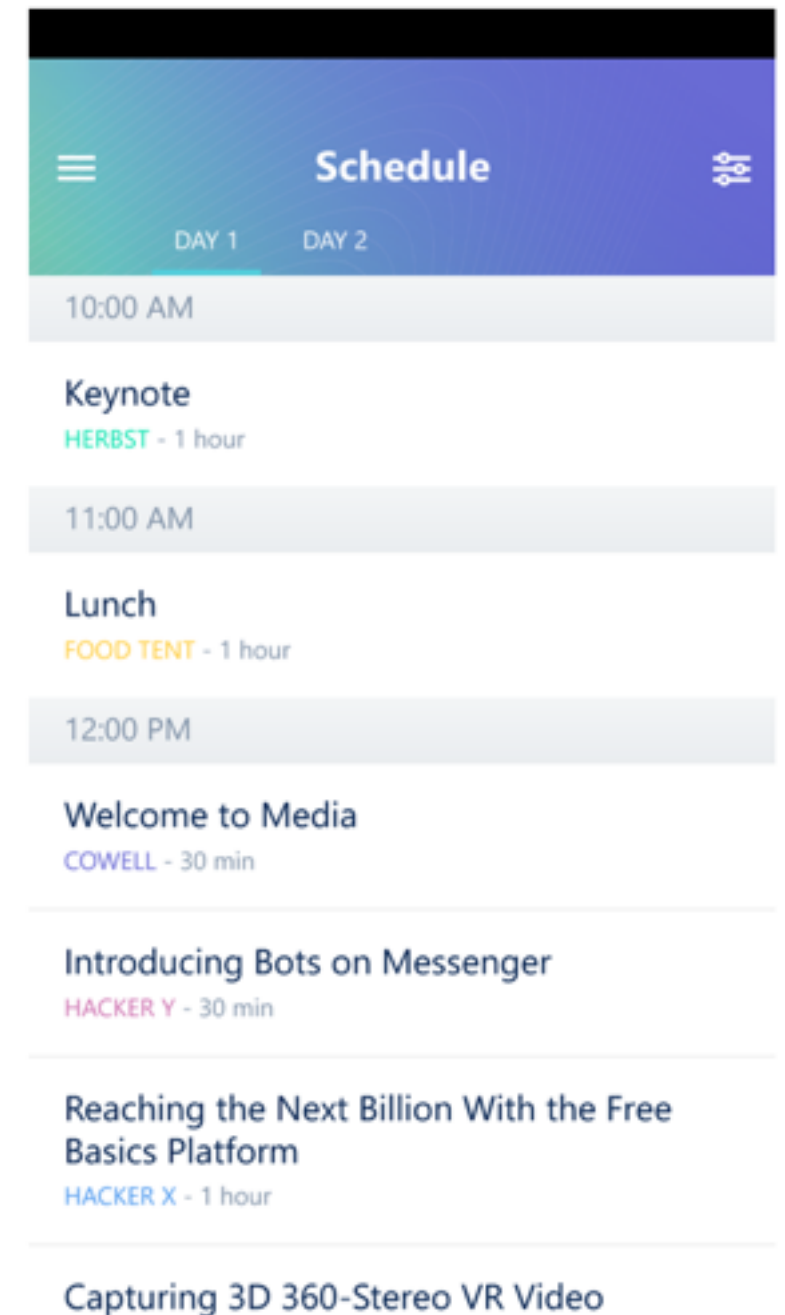 Schedule
DAY 1 DAY 2
10:00 AM
Keynote
HERBST - 1 hour
11:00 AM
Lunch
FOOD TENT - 1 hour
12:00 PM
Welcome to Media
COWELL - 30 min
Introducing Bots on Messenger
HACKER Y - 30 min
Reaching the Next Billion With the Free
Basics Platform
HACKER X - 1 hour
Capturing 3D 360-Stereo VR Video